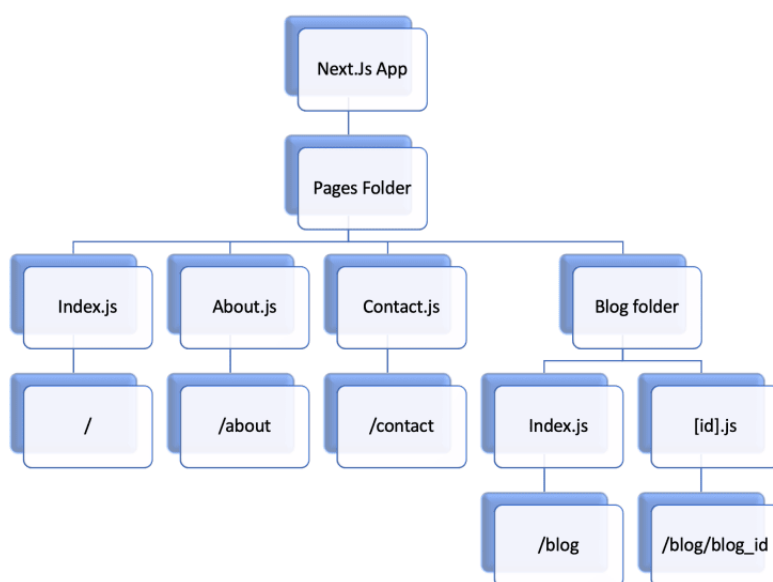 Next.Js App
Pages Folder
Index.js
About.js
Contact.js
Blog folder
/
/about
/contact
Index.js
[id].js
/blog
/blog/blog_id